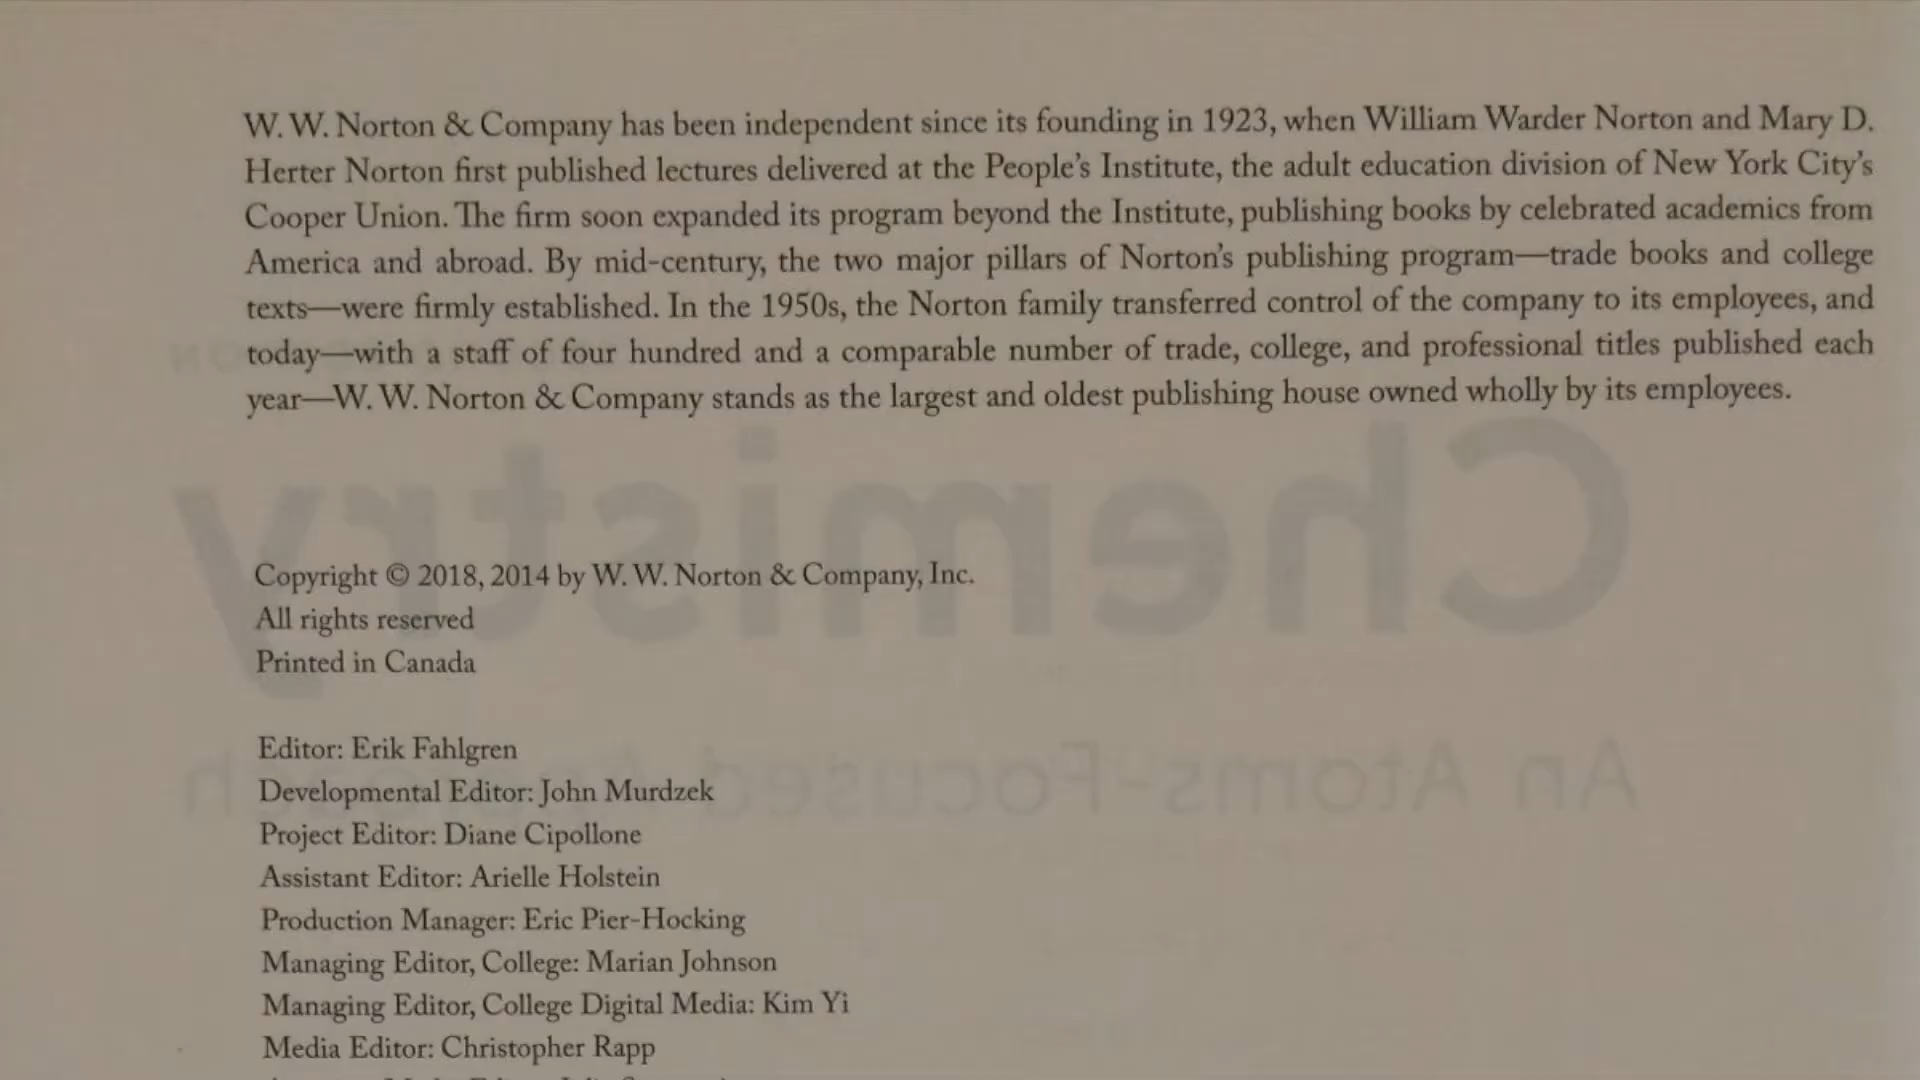 W. W. Norton & Company has been independent since its founding in 1923, when William Warder Norton and Mary D.
Herter Norton first published lectures delivered at the People's Institute, the adult education division of New York City's
Cooper Union. The firm soon expanded its program beyond the Institute, publishing books by celebrated academics from
America and abroad. By mid-century, the two major pillars of Norton's publishing program—trade books and college
texts—were firmly established. In the 1950s, the Norton family transferred control of the company to its employees, and
today—with a staff of four hundred and a comparable number of trade, college, and professional titles published each
year—W. W. Norton & Company stands as the largest and oldest publishing house owned wholly by its employees.
Chemistry
Copyright © 2018, 2014 by W. W. Norton & Company, Inc.
All rights reserved
Printed in Canada
An Atoms-Focused
Editor: Erik Fahlgren
Developmental Editor: John Murdzek
Project Editor: Diane Cipollone
Assistant Editor: Arielle Holstein
Production Manager: Eric Pier-Hocking
Managing Editor, College: Marian Johnson
Managing Editor, College Digital Media: Kim Yi
Media Editor: Christopher Rapp